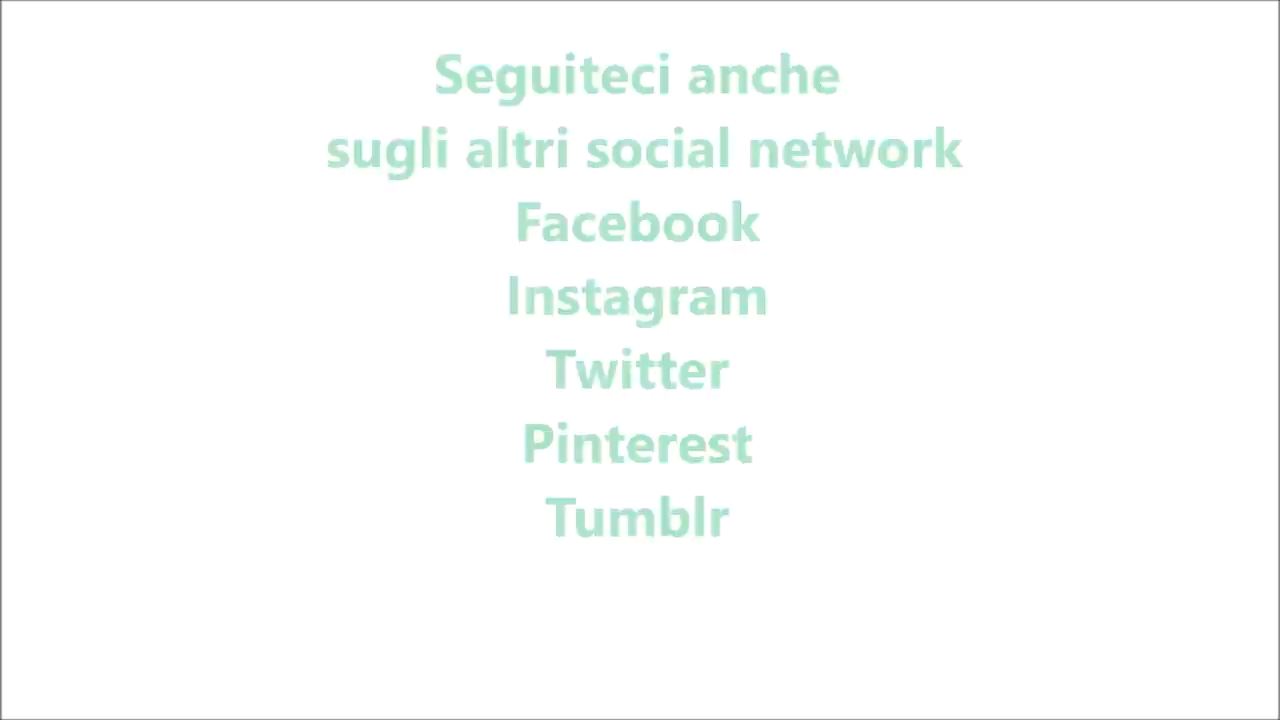 Seguiteci anche
sugli altri social network
Facebook
Instagram
Twitter
Pinterest
Tumblr